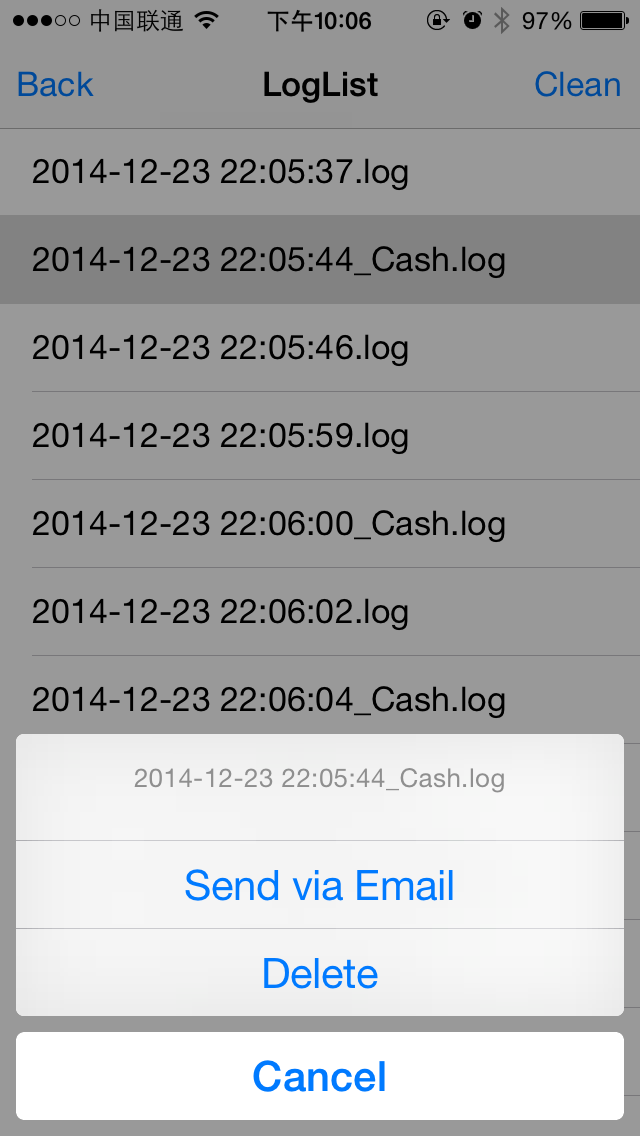 中国联通 下午10:06 97%
Back LogList Clean
2014-12-23 22:05:37.log
2014-12-23 22:05:44_Cash.log
2014-12-23 22:05:46.log
2014-12-23 22:05:59.log
2014-12-23 22:06:00_Cash.log
2014-12-23 22:06:02.log
2014-12-23 22:06:04_Cash.log
2014-12-23 22:05:44_Cash.log
Send via Email
Delete
Cancel